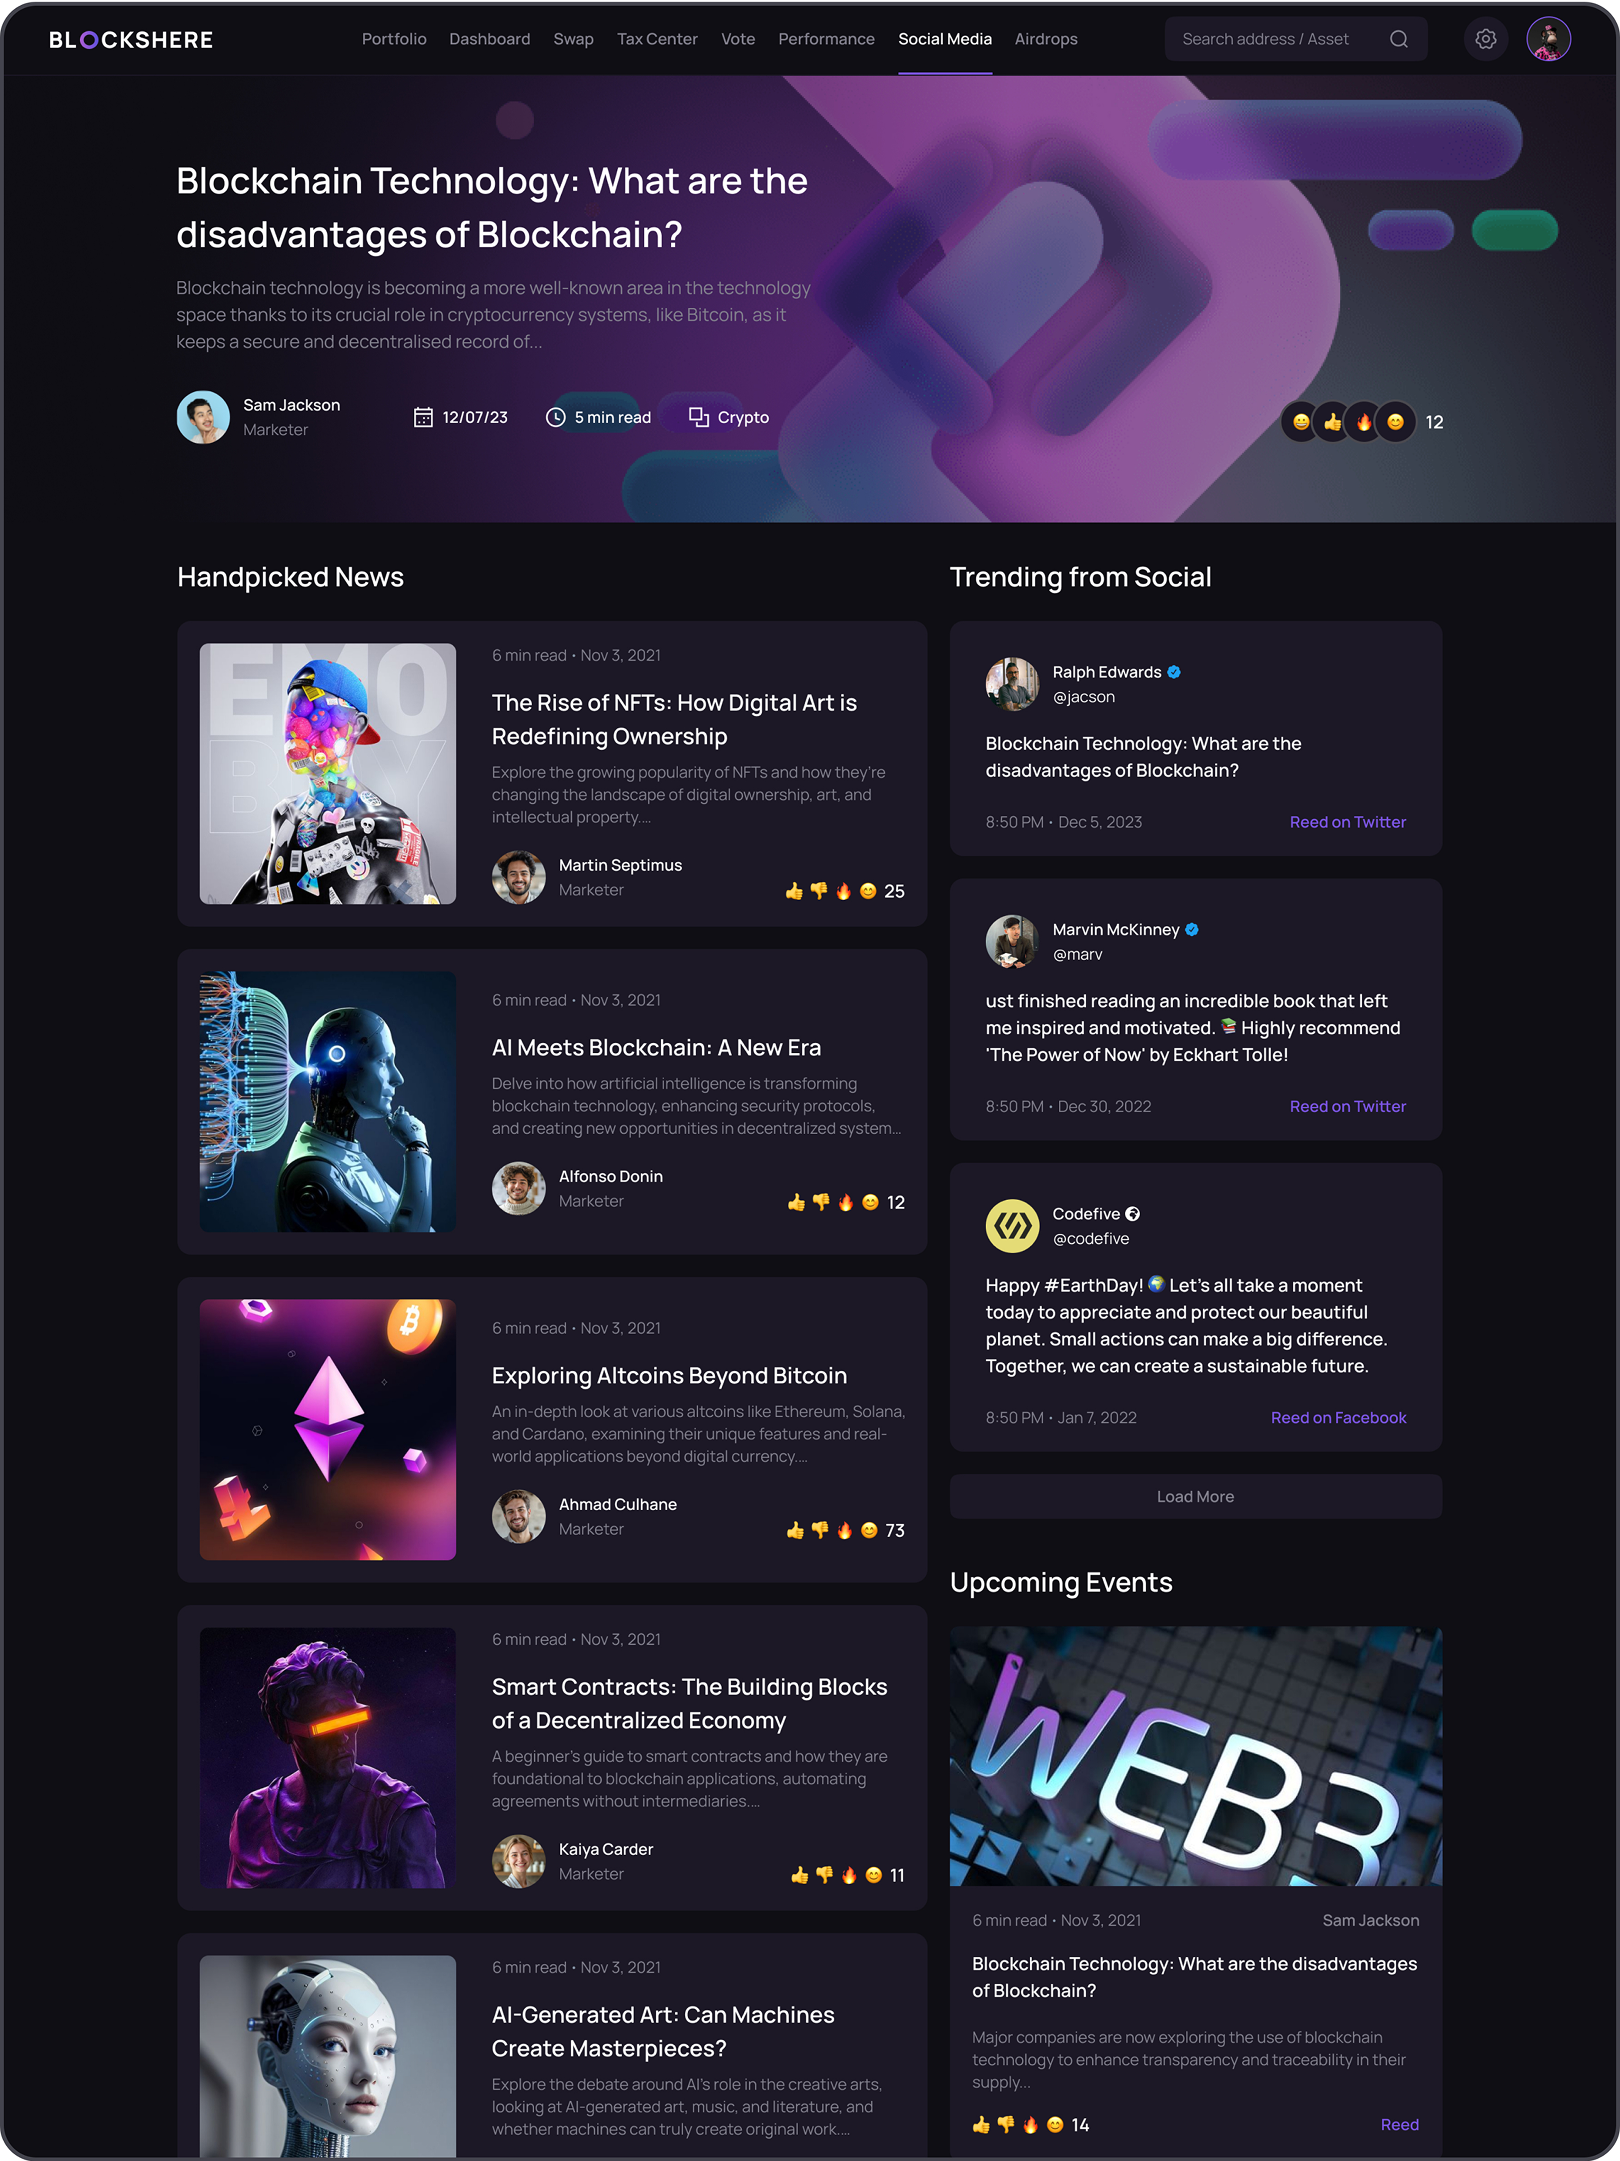 BLOCKSHERE
Portfolio Dashboard Swap Tax Center Vote Performance Social Media Airdrops
Search address / Asset
Blockchain Technology: What are the
disadvantages of Blockchain?
Blockchain technology is becoming a more well-known area in the technology
space thanks to its crucial role in cryptocurrency systems, like Bitcoin, as it
keeps a secure and decentralised record of...
Sam Jackson
Marketer
12/07/23
5 min read
Crypto
12
Handpicked News
EMO
BOY
6 min read • Nov 3, 2021
The Rise of NFTs: How Digital Art is
Redefining Ownership
Explore the growing popularity of NFTs and how they're
changing the landscape of digital ownership, art, and
intellectual property....
Martin Septimus
Marketer
25
6 min read • Nov 3, 2021
AI Meets Blockchain: A New Era
Delve into how artificial intelligence is transforming
blockchain technology, enhancing security protocols,
and creating new opportunities in decentralized system...
Alfonso Donin
Marketer
12
6 min read • Nov 3, 2021
Exploring Altcoins Beyond Bitcoin
An in-depth look at various altcoins like Ethereum, Solana,
and Cardano, examining their unique features and real-
world applications beyond digital currency....
Ahmad Culhane
Marketer
73
6 min read • Nov 3, 2021
Smart Contracts: The Building Blocks
of a Decentralized Economy
A beginner's guide to smart contracts and how they are
foundational to blockchain applications, automating
agreements without intermediaries....
Kaiya Carder
Marketer
11
6 min read • Nov 3, 2021
AI-Generated Art: Can Machines
Create Masterpieces?
Explore the debate around AI's role in the creative arts,
looking at AI-generated art, music, and literature, and
whether machines can truly create original work....
Trending from Social
Ralph Edwards
@jacson
Blockchain Technology: What are the
disadvantages of Blockchain?
8:50 PM • Dec 5, 2023
Reed on Twitter
Marvin McKinney
@marv
ust finished reading an incredible book that left
me inspired and motivated. 📚 Highly recommend
'The Power of Now' by Eckhart Tolle!
8:50 PM • Dec 30, 2022
Reed on Twitter
Codefive
@codefive
Happy #EarthDay! 🌍 Let's all take a moment
today to appreciate and protect our beautiful
planet. Small actions can make a big difference.
Together, we can create a sustainable future.
8:50 PM • Jan 7, 2022
Reed on Facebook
Load More
Upcoming Events
WEB3
6 min read • Nov 3, 2021
Sam Jackson
Blockchain Technology: What are the disadvantages
of Blockchain?
Major companies are now exploring the use of blockchain
technology to enhance transparency and traceability in their
supply...
14
Reed